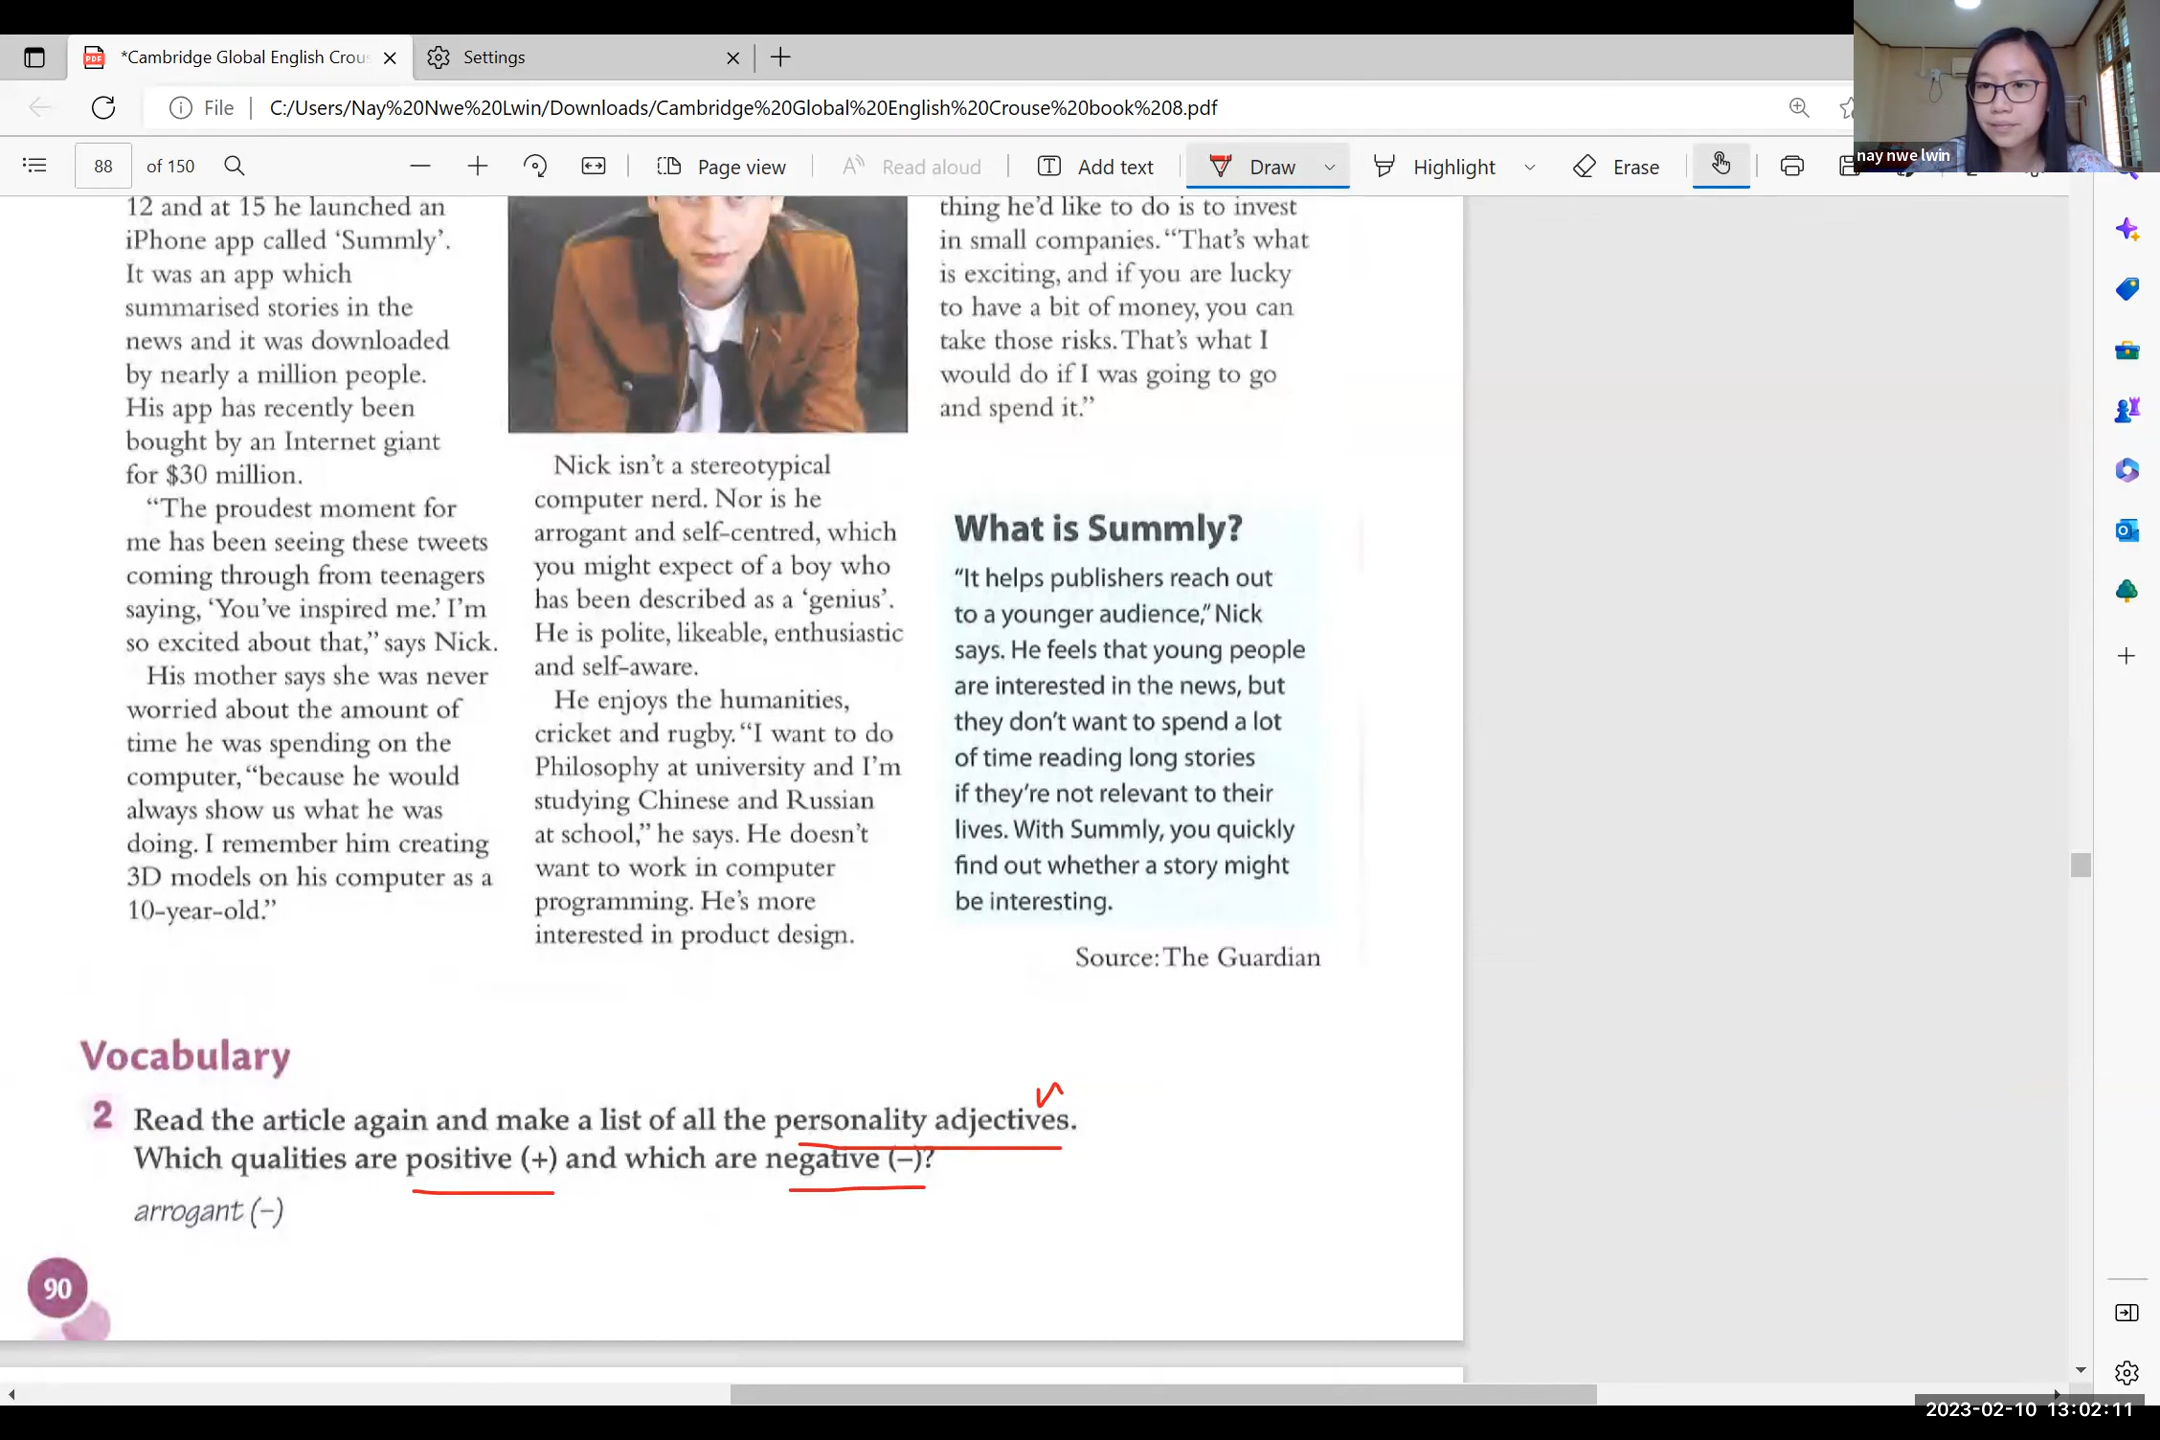 *Cambridge Global English Crou
Settings
File
C:/Users/Nay%20Nwe%20Lwin/Downloads/Cambridge%20Global%20English%20Crouse%20book%208.pdf
88 of 150
Page view
Read aloud
Add text
Draw
Highlight
Erase
nay nwe lwin
12 and at 15 he launched an
iPhone app called ‘Summly’.
It was an app which
summarised stories in the
news and it was downloaded
by nearly a million people.
His app has recently been
bought by an Internet giant
for $30 million.
“The proudest moment for
me has been seeing these tweets
coming through from teenagers
saying, ‘You’ve inspired me.’ I’m
so excited about that,” says Nick.
His mother says she was never
worried about the amount of
time he was spending on the
computer, “because he would
always show us what he was
doing. I remember him creating
3D models on his computer as a
10-year-old.”
Nick isn’t a stereotypical
computer nerd. Nor is he
arrogant and self-centred, which
you might expect of a boy who
has been described as a ‘genius’.
He is polite, likeable, enthusiastic
and self-aware.
He enjoys the humanities,
cricket and rugby. “I want to do
Philosophy at university and I’m
studying Chinese and Russian
at school,” he says. He doesn’t
want to work in computer
programming. He’s more
interested in product design.
thing he’d like to do is to invest
in small companies. “That’s what
is exciting, and if you are lucky
to have a bit of money, you can
take those risks. That’s what I
would do if I was going to go
and spend it.”
What is Summly?
“It helps publishers reach out
to a younger audience,” Nick
says. He feels that young people
are interested in the news, but
they don’t want to spend a lot
of time reading long stories
if they’re not relevant to their
lives. With Summly, you quickly
find out whether a story might
be interesting.
Source: The Guardian
Vocabulary
2 Read the article again and make a list of all the personality adjectives.
Which qualities are positive (+) and which are negative (–)?
arrogant (–)
90
2023-02-10 13:02:11